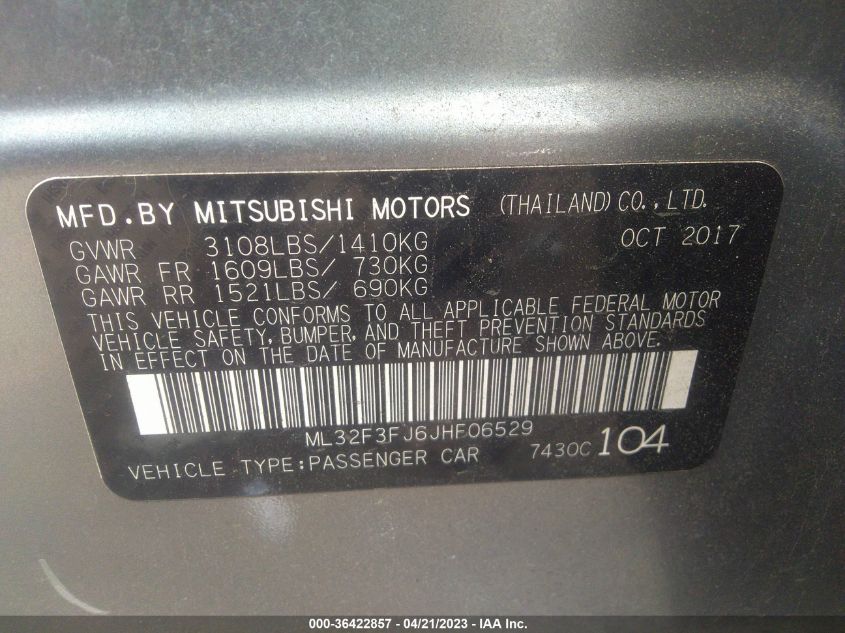 MFD.BY MITSUBISHI MOTORS (THAILAND) CO.,LTD.
GVWR 3108LBS/1410KG OCT 2017
GAWR FR 1609LBS/ 730KG
GAWR RR 1521LBS/ 690KG
THIS VEHICLE CONFORMS TO ALL APPLICABLE FEDERAL MOTOR
VEHICLE SAFETY, BUMPER, AND THEFT PREVENTION STANDARDS
IN EFFECT ON THE DATE OF MANUFACTURE SHOWN ABOVE.
ML32F3FJ6JHF06529
VEHICLE TYPE:PASSENGER CAR 7430C 104
000-36422857 - 04/21/2023 - IAA Inc.